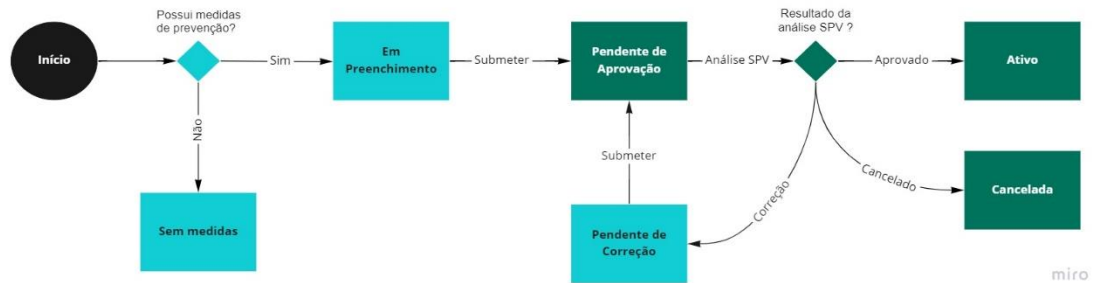 Possui medidas
de prevenção?
Resultado da
análise SPV ?
Início
Sim
Em
Preenchimento
Submeter
Pendente de
Aprovação
Análise SPV
Aprovado
Ativo
Não
Submeter
Correção
Cancelado
Cancelada
Sem medidas
Pendente de
Correção
miro